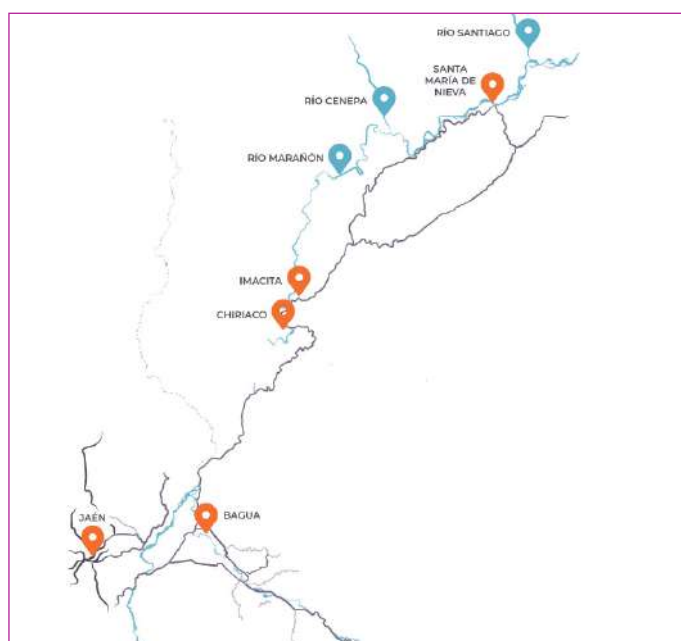 RÍO SANTIAGO
SANTA
MARÍA DE
NIEVA
RÍO CENEPA
RÍO MARAÑÓN
IMACITA
CHIRIACO
JAÉN
BAGUA